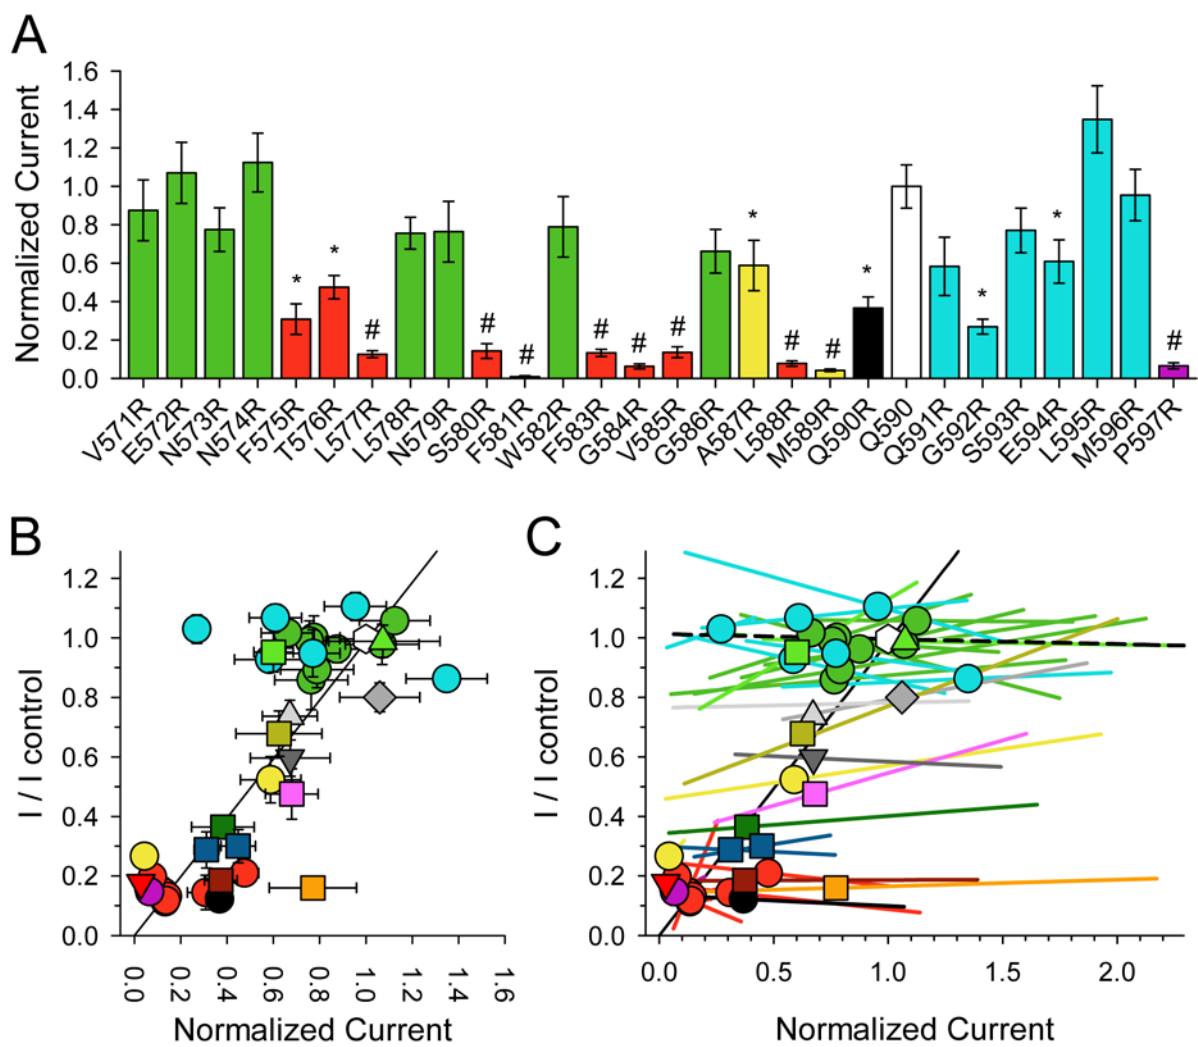 A
Normalized Current
1.6
1.4
1.2
1.0
0.8
0.6
0.4
0.2
0.0
* * # # # # # # * # # * * * #
V571R E572R N573R N574R F575R T576R L577R L578R N579R S580R F581R W582R F583R G584R V585R G586R A587R L588R M589R Q590R Q590 Q591R G592R S593R E594R L595R M596R P597R
B
I / I control
1.2
1.0
0.8
0.6
0.4
0.2
0.0
0.0 0.2 0.4 0.6 0.8 1.0 1.2 1.4 1.6
Normalized Current
C
I / I control
1.2
1.0
0.8
0.6
0.4
0.2
0.0
0.0 0.5 1.0 1.5 2.0
Normalized Current